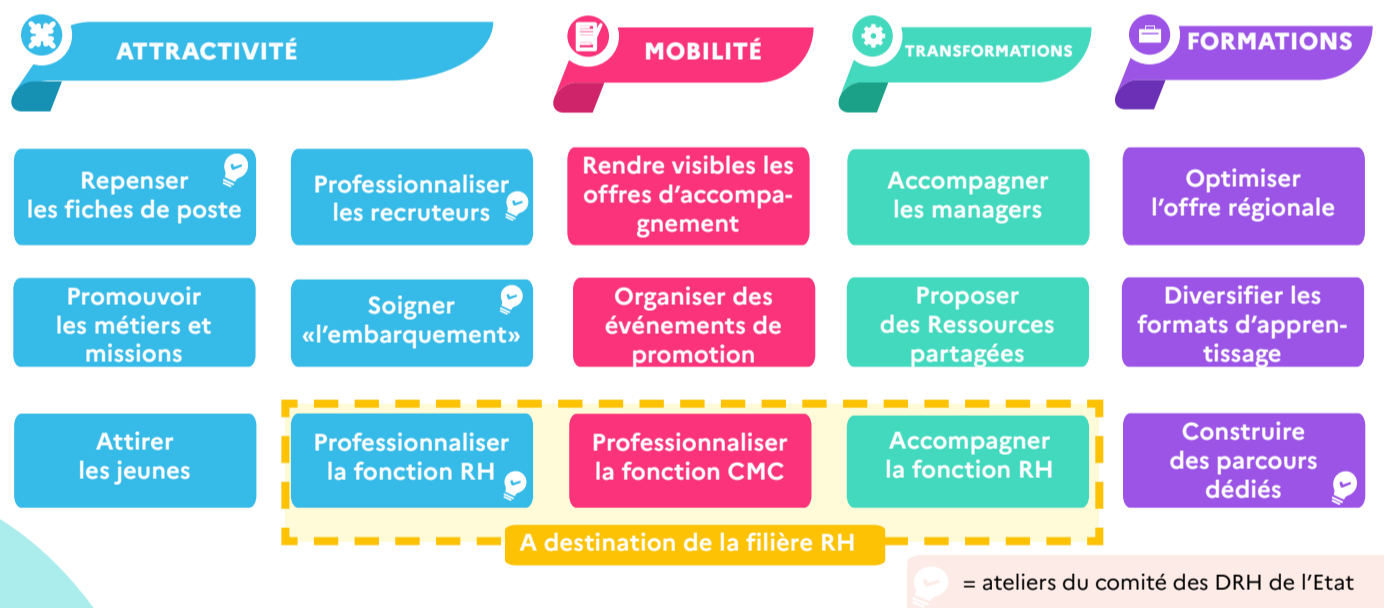 ATTRACTIVITÉ
MOBILITÉ
TRANSFORMATIONS
FORMATIONS
Repenser
les fiches de poste
Professionnaliser
les recruteurs
Rendre visibles les
offres d'accompa-
gnement
Accompagner
les managers
Optimiser
l'offre régionale
Promouvoir
les métiers et
missions
Soigner
«l'embarquement»
Organiser des
événements de
promotion
Proposer
des Ressources
partagées
Diversifier les
formats d'appren-
tissage
Attirer
les jeunes
Professionnaliser
la fonction RH
Professionnaliser
la fonction CMC
Accompagner
la fonction RH
Construire
des parcours
dédiés
A destination de la filière RH
= ateliers du comité des DRH de l'Etat